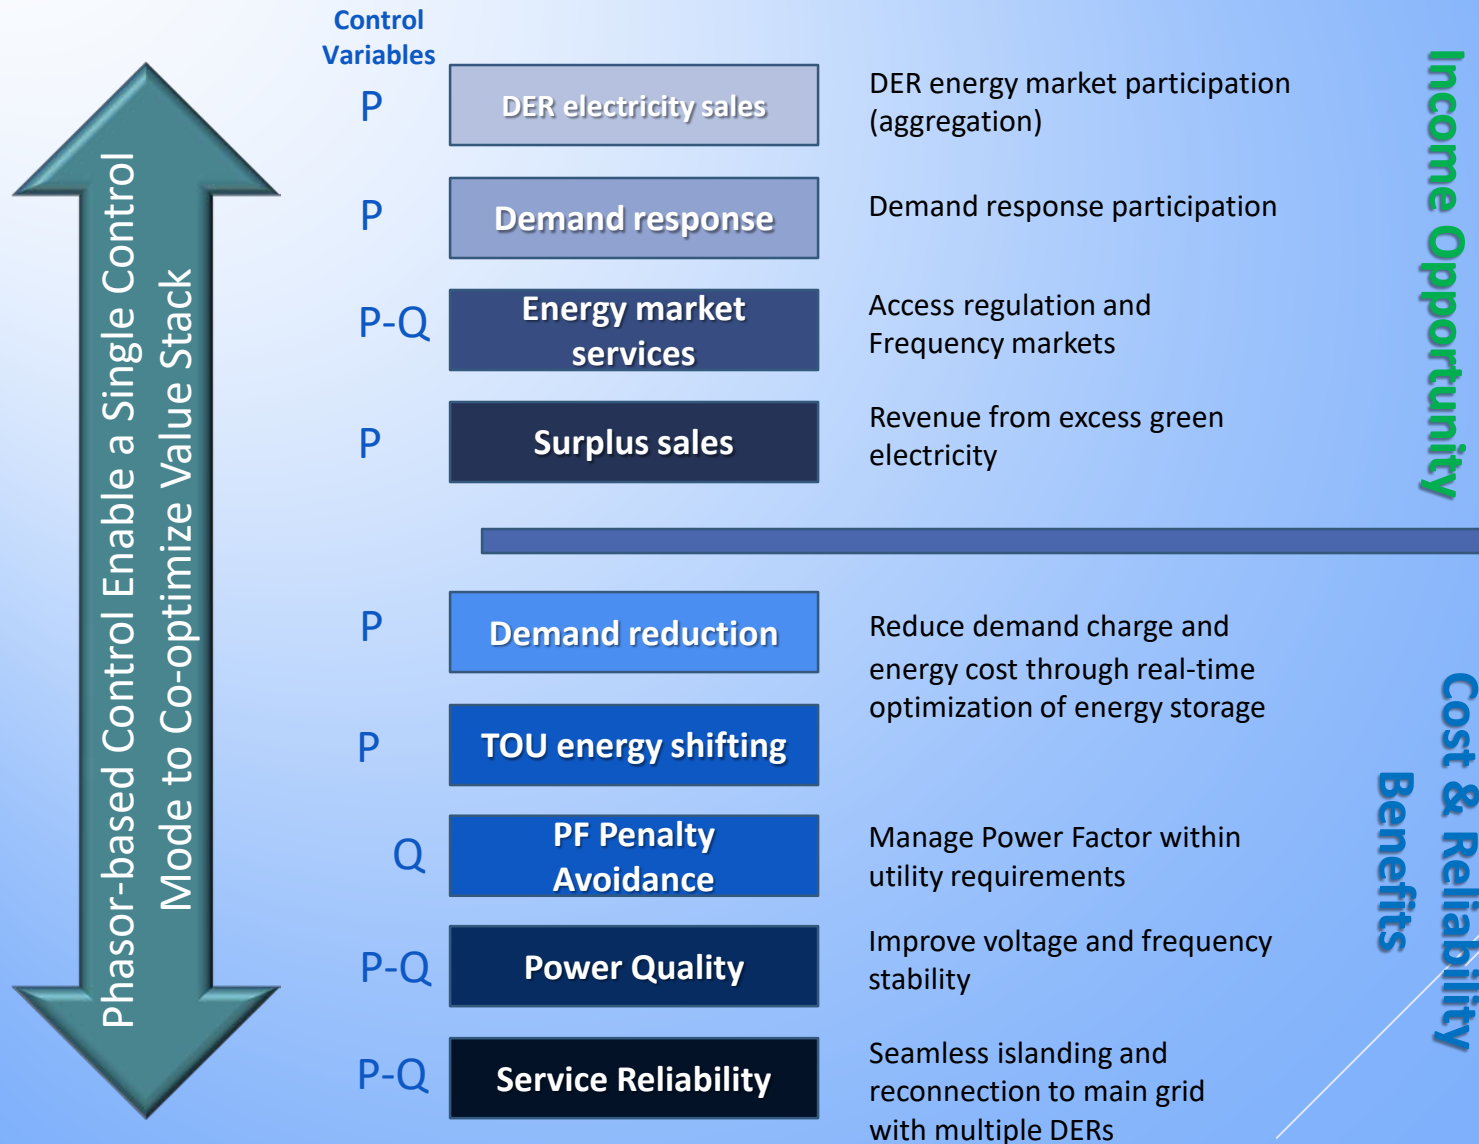 Control
Variables
Phasor-based Control Enable a Single Control
Mode to Co-optimize Value Stack
P
DER electricity sales
DER energy market participation
(aggregation)
P
Demand response
Demand response participation
P-Q
Energy market
services
Access regulation and
Frequency markets
P
Surplus sales
Revenue from excess green
electricity
Income Opportunity
P
Demand reduction
Reduce demand charge and
energy cost through real-time
optimization of energy storage
P
TOU energy shifting
Q
PF Penalty
Avoidance
Manage Power Factor within
utility requirements
P-Q
Power Quality
Improve voltage and frequency
stability
P-Q
Service Reliability
Seamless islanding and
reconnection to main grid
with multiple DERs
Cost & Reliability
Benefits